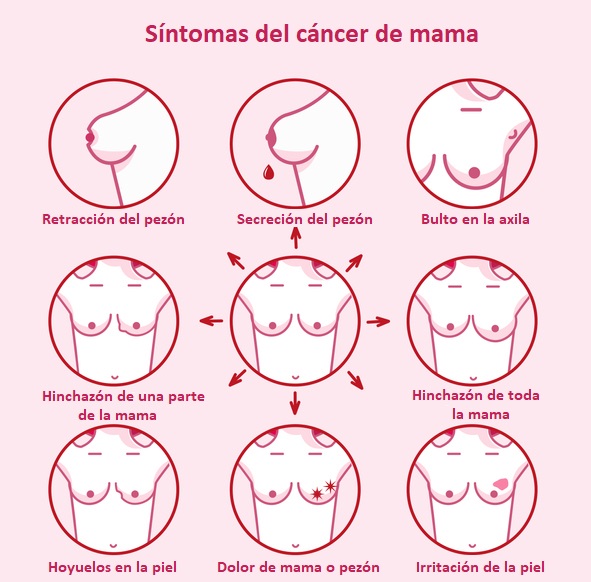 Síntomas del cáncer de mama
Retracción del pezón
Secreción del pezón
Bulto en la axila
Hinchazón de una parte
de la mama
Hinchazón de toda
la mama
Hoyuelos en la piel
Dolor de mama o pezón
Irritación de la piel